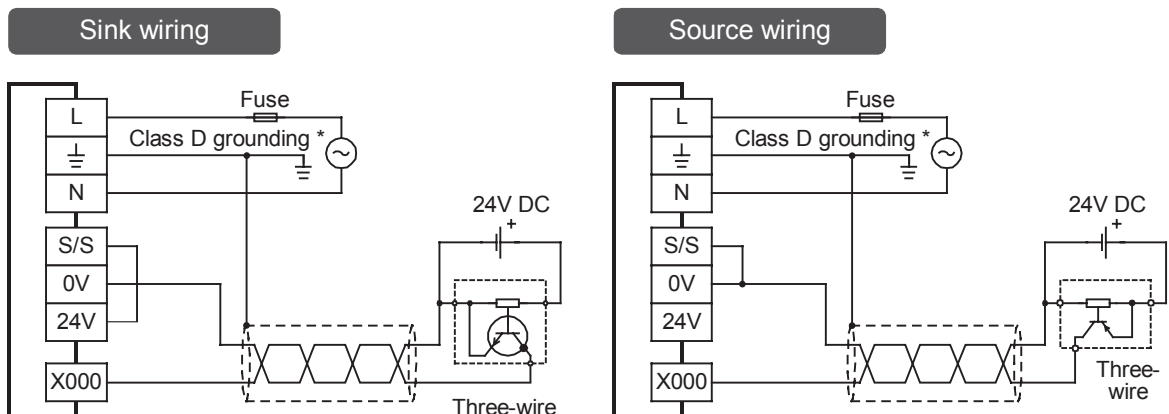 Sink wiring
L
Fuse
Class D grounding *
N
24V DC
+
S/S
0V
24V
X000
Three-wire
Source wiring
L
Fuse
Class D grounding *
N
24V DC
+
S/S
0V
24V
X000
Three-
wire